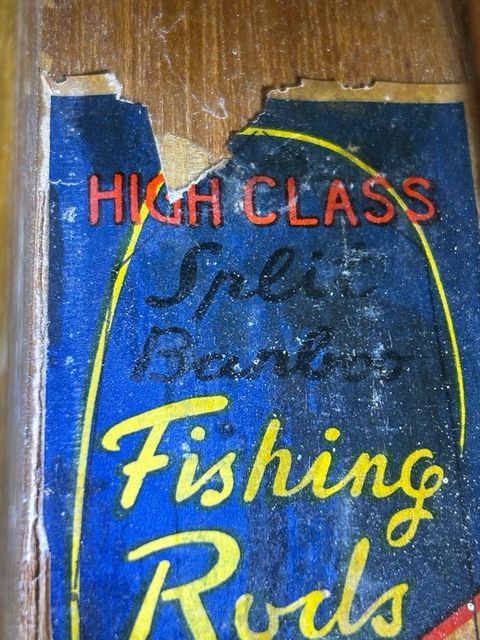 HIGH CLASS
Split
Bamboo
Fishing
Rods